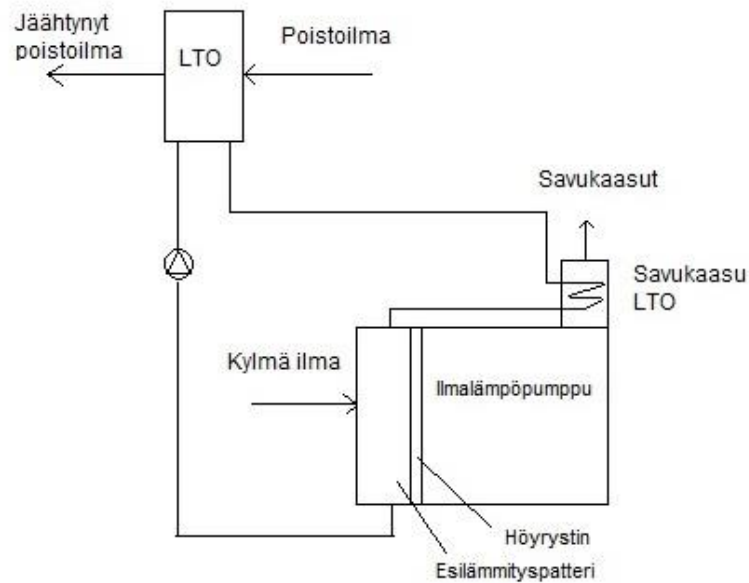 Jäähtynyt
poistoilma
LTO
Poistoilma
Savukaasut
Savukaasu
LTO
Kylmä ilma
Ilmalämpöpumppu
Höyrystin
Esilämmityspatteri